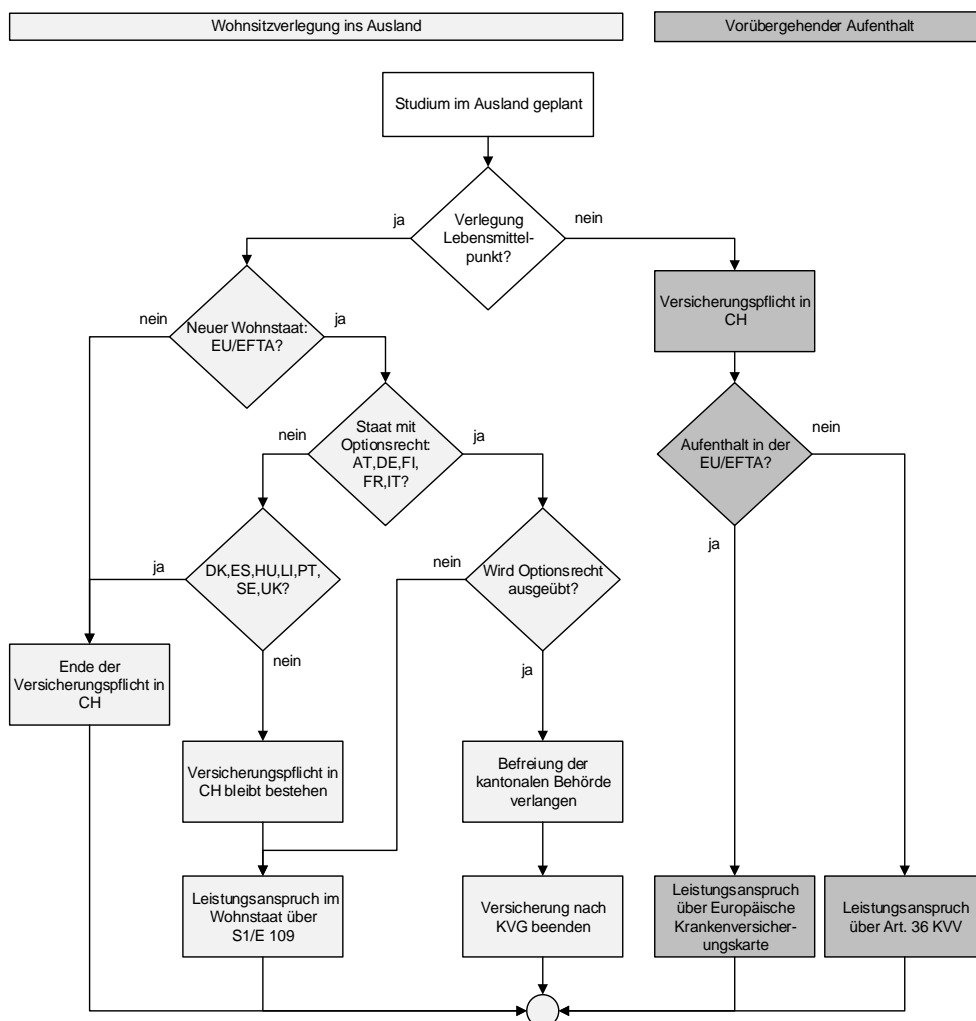 Wohnsitzverlegung ins Ausland
Vorübergehender Aufenthalt
Studium im Ausland geplant
ja
nein
Verlegung
Lebensmittel-
punkt?
Versicherungspflicht in
CH
nein
ja
Neuer Wohnstaat:
EU/EFTA?
nein
ja
Staat mit
Optionsrecht:
AT,DE,FI,
FR,IT?
nein
Aufenthalt in der
EU/EFTA?
ja
ja
DK,ES,HU,LI,PT,
SE,UK?
nein
nein
Wird Optionsrecht
ausgeübt?
ja
Ende der
Versicherungspflicht in
CH
Versicherungspflicht in
CH bleibt bestehen
Befreiung der
kantonalen Behörde
verlangen
Leistungsanspruch im
Wohnstaat über
S1/E 109
Versicherung nach
KVG beenden
Leistungsanspruch
über Europäische
Krankenversicher-
ungskarte
Leistungsanspruch
über Art. 36 KVV